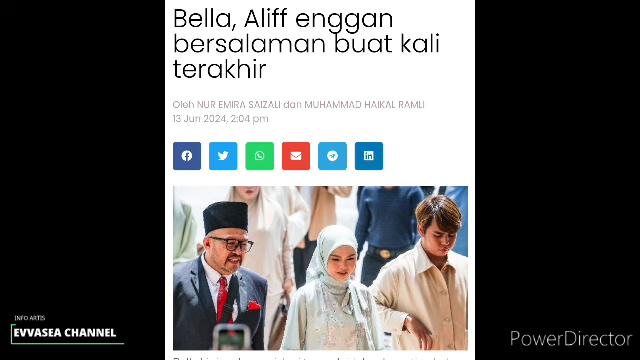 Bella, Aliff enggan
bersalaman buat kali
terakhir
Oleh NUR EMIRA SAIZALI dan MUHAMMAD HAIKAL RAMLI
13 Jun 2024, 2:04 pm
INFO ARTIS
EVVASEA CHANNEL
PowerDirector